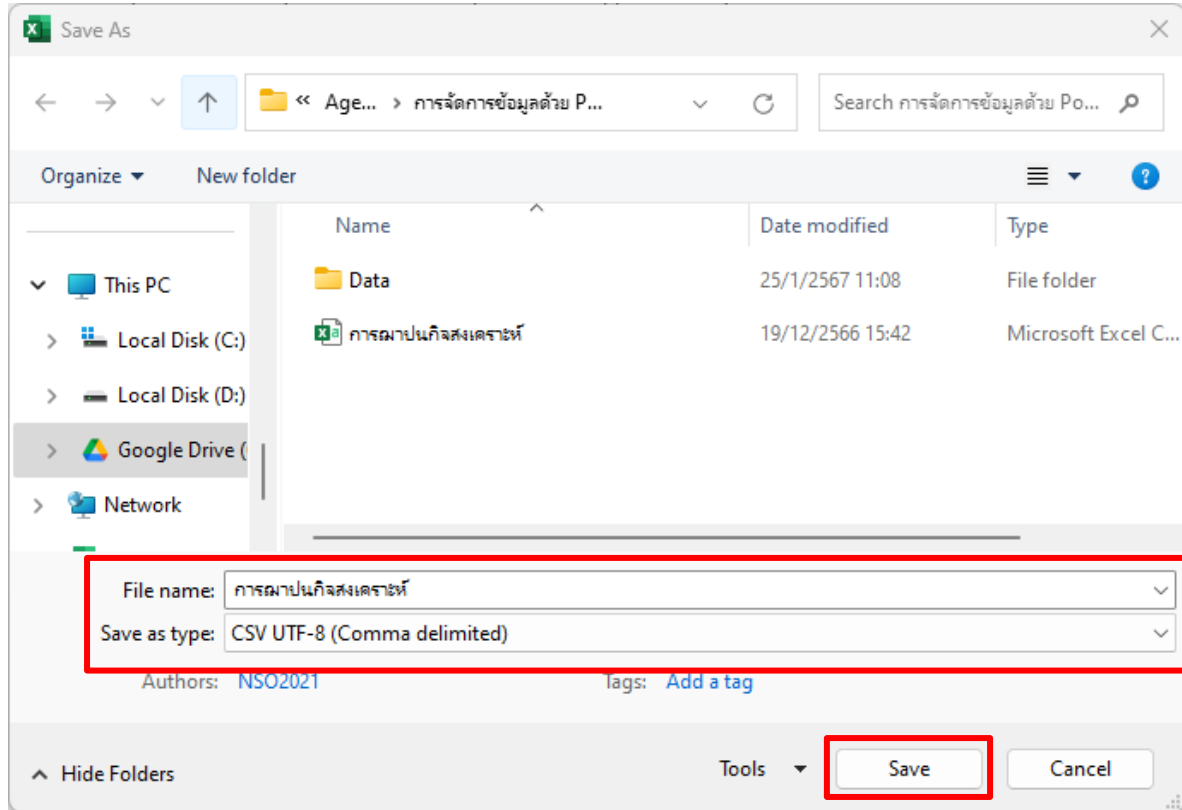 Save As
« Age... > การจัดการข้อมูลด้วย P...
Search การจัดการข้อมูลด้วย Po...
Organize New folder
Name Date modified Type
This PC
Local Disk (C:)
Local Disk (D:)
Google Drive (
Network
Data 25/1/2567 11:08 File folder
การฌาปนกิจสงเคราะห์ 19/12/2566 15:42 Microsoft Excel C...
File name: การฌาปนกิจสงเคราะห์
Save as type: CSV UTF-8 (Comma delimited)
Authors: NSO2021 Tags: Add a tag
Hide Folders Tools Save Cancel